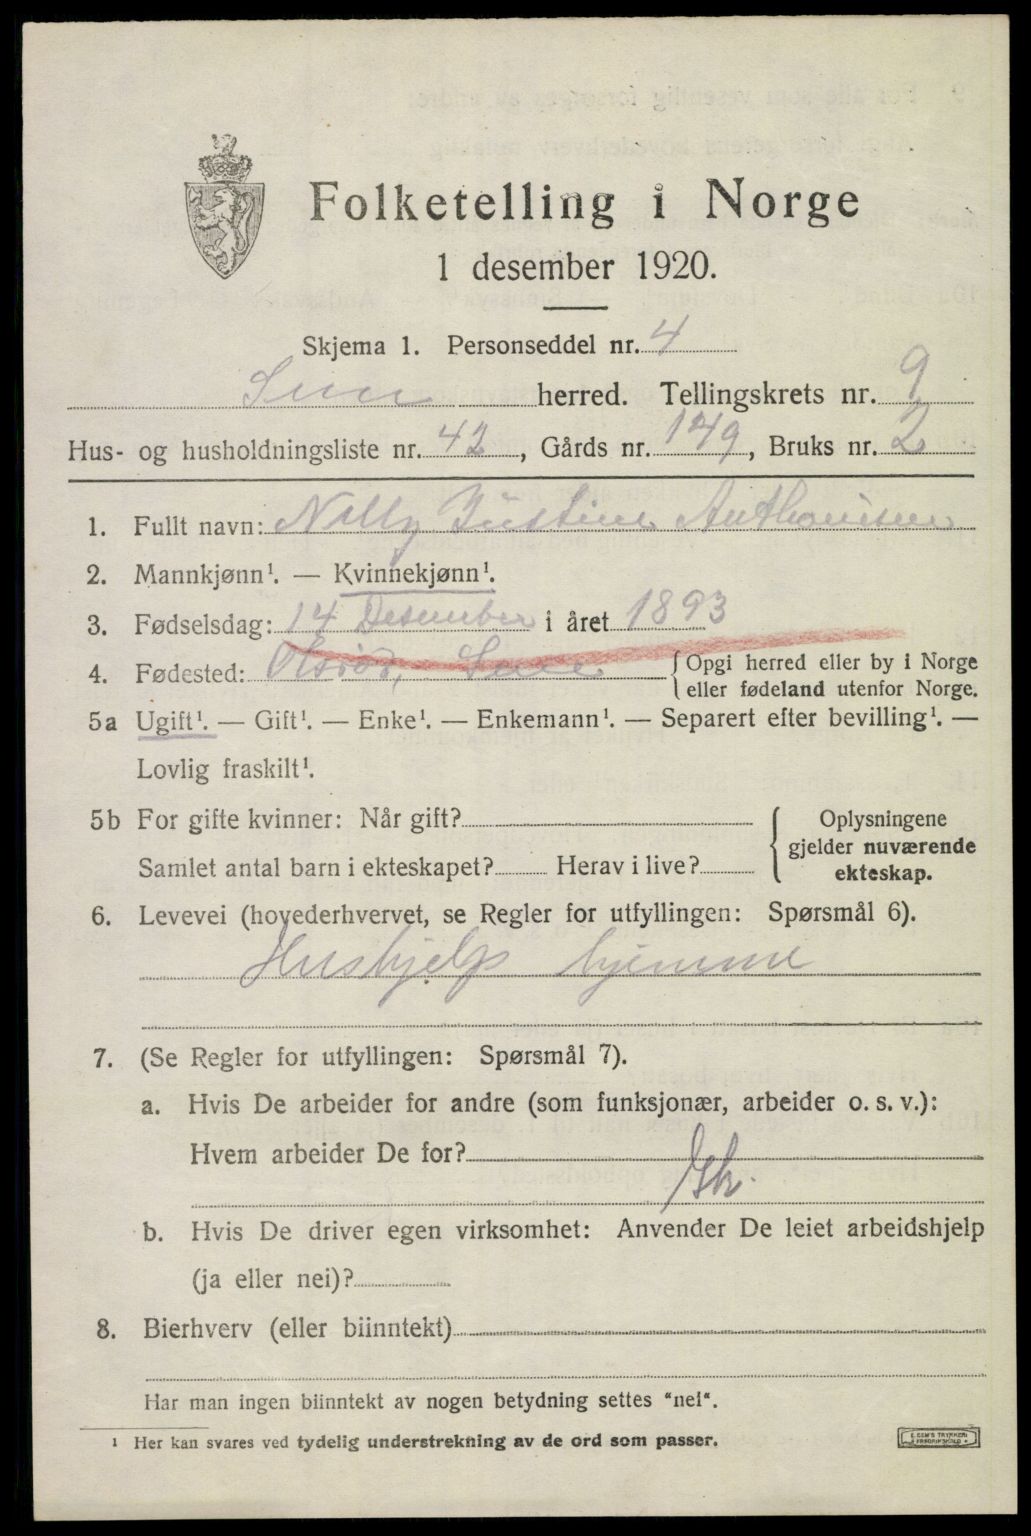 Folketelling i Norge
1 desember 1920.
Skjema 1. Personseddel nr. 4
Sem herred. Tellingskrets nr. 9
Hus- og husholdningsliste nr. 42, Gårds nr. 149, Bruks nr. 2
1. Fullt navn: Nelly Justine Anthonisen
2. Mannkjønn¹. — Kvinnekjønn¹.
3. Fødselsdag: 14 Desember i året 1893
4. Fødested: Sem
{Opgi herred eller by i Norge
eller fødeland utenfor Norge.
5a Ugift¹. — Gift¹. — Enke¹. — Enkemann¹. — Separert efter bevilling¹. —
Lovlig fraskilt¹.
5b For gifte kvinner: Når gift?
Samlet antal barn i ekteskapet? Herav i live?
{Oplysningene
gjelder nuværende
ekteskap.
6. Levevei (hovederhvervet, se Regler for utfyllingen: Spørsmål 6).
Hushjelp hjemme
7. (Se Regler for utfyllingen: Spørsmål 7).
a. Hvis De arbeider for andre (som funksjonær, arbeider o. s. v.):
Hvem arbeider De for?
b. Hvis De driver egen virksomhet: Anvender De leiet arbeidshjelp
(ja eller nei)?
8. Bierhverv (eller biinntekt)
Har man ingen biinntekt av nogen betydning settes "nei".
¹ Her kan svares ved tydelig understrekning av de ord som passer.